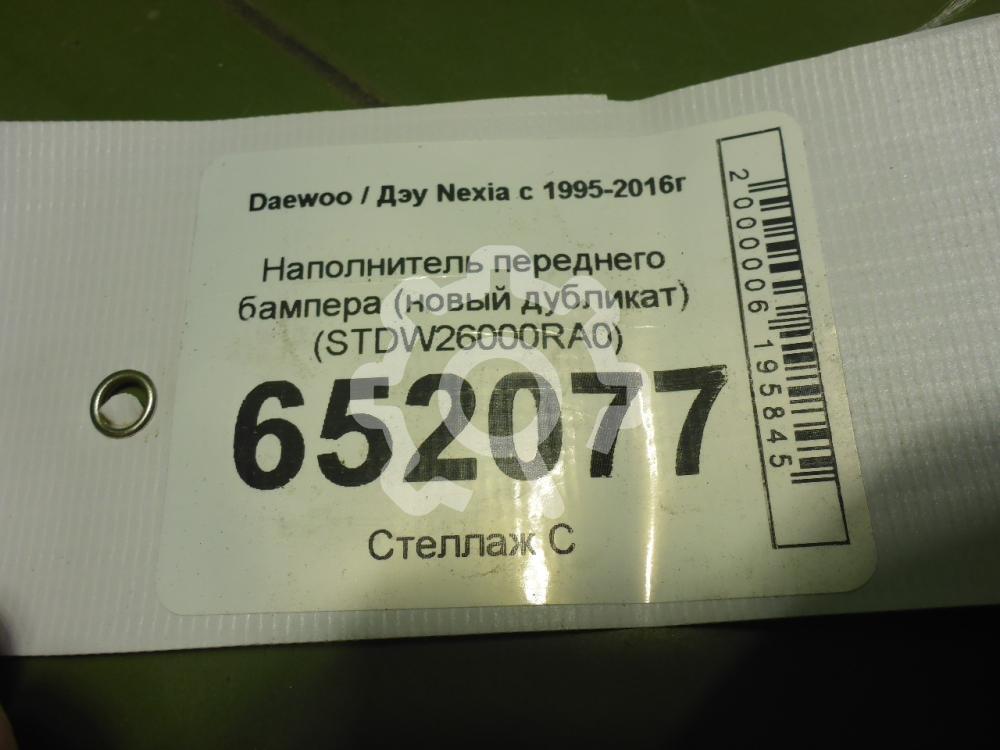 Daewoo / Дэу Nexia с 1995-2016г
Наполнитель переднего
бампера (новый дубликат)
(STDW26000RA0)
652077
Стеллаж С
2000006195845